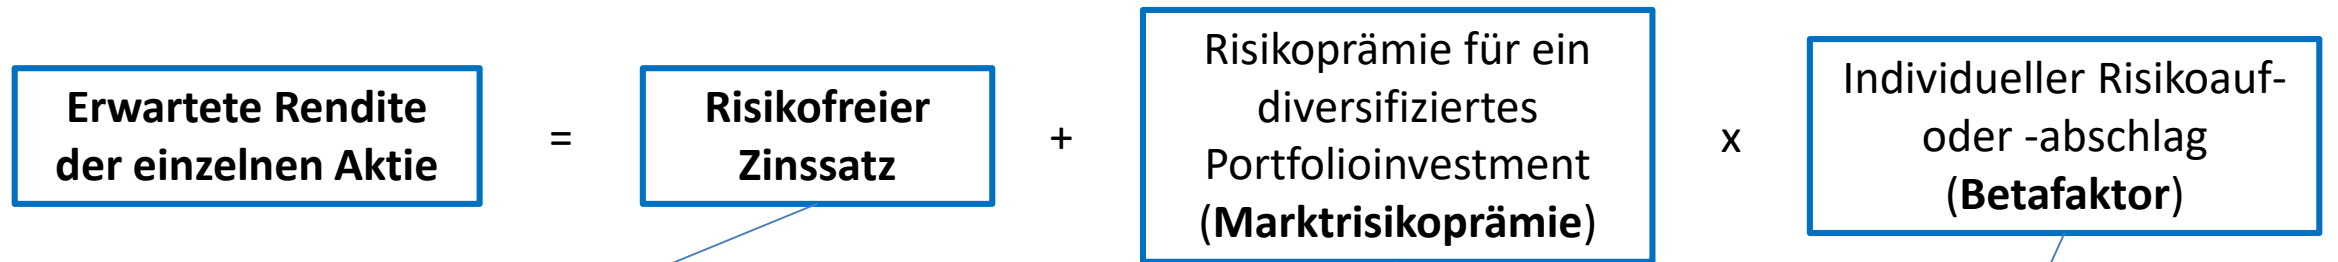 Erwartete Rendite
der einzelnen Aktie
=
Risikofreier
Zinssatz
+
Risikoprämie für ein
diversifiziertes
Portfolioinvestment
(Marktrisikoprämie)
x
Individueller Risikoauf-
oder -abschlag
(Betafaktor)